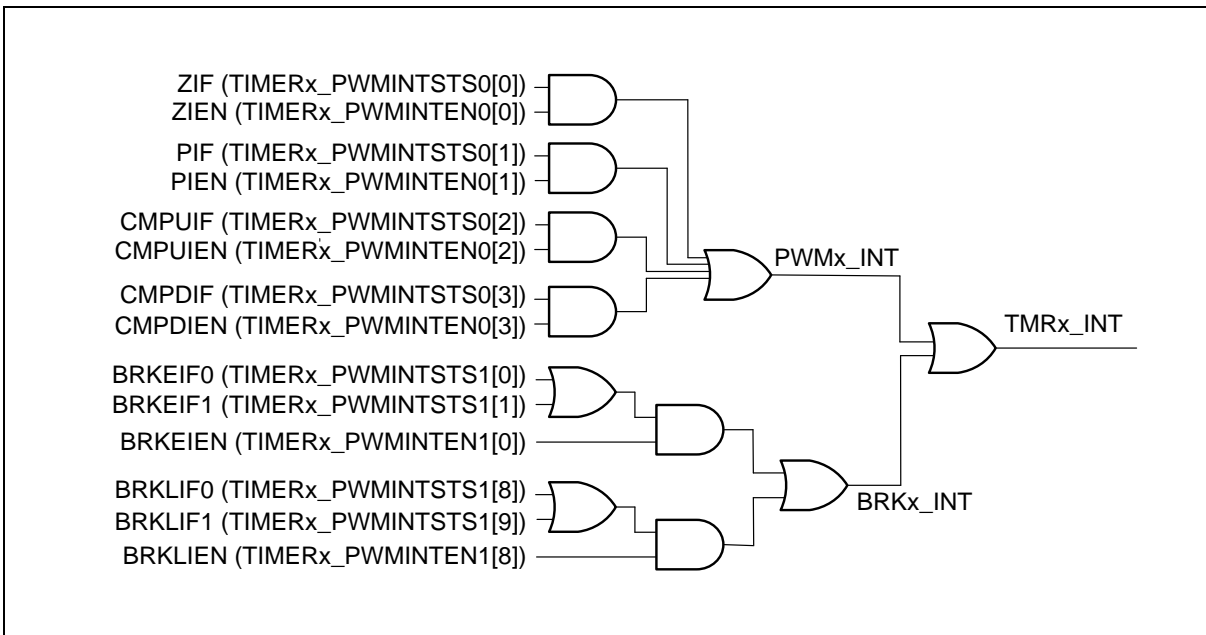 ZIF (TIMERx_PWMINTSTS0[0])
ZIEN (TIMERx_PWMINTEN0[0])
PIF (TIMERx_PWMINTSTS0[1])
PIEN (TIMERx_PWMINTEN0[1])
CMPUIF (TIMERx_PWMINTSTS0[2])
CMPUIEN (TIMERx_PWMINTEN0[2])
CMPDIF (TIMERx_PWMINTSTS0[3])
CMPDIEN (TIMERx_PWMINTEN0[3])
PWMx_INT
TMRx_INT
BRKEIF0 (TIMERx_PWMINTSTS1[0])
BRKEIF1 (TIMERx_PWMINTSTS1[1])
BRKEIEN (TIMERx_PWMINTEN1[0])
BRKLIF0 (TIMERx_PWMINTSTS1[8])
BRKLIF1 (TIMERx_PWMINTSTS1[9])
BRKLIEN (TIMERx_PWMINTEN1[8])
BRKx_INT